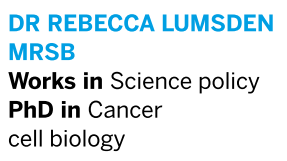 DR REBECCA LUMSDEN
MRSB
Works in Science policy
PhD in Cancer
cell biology